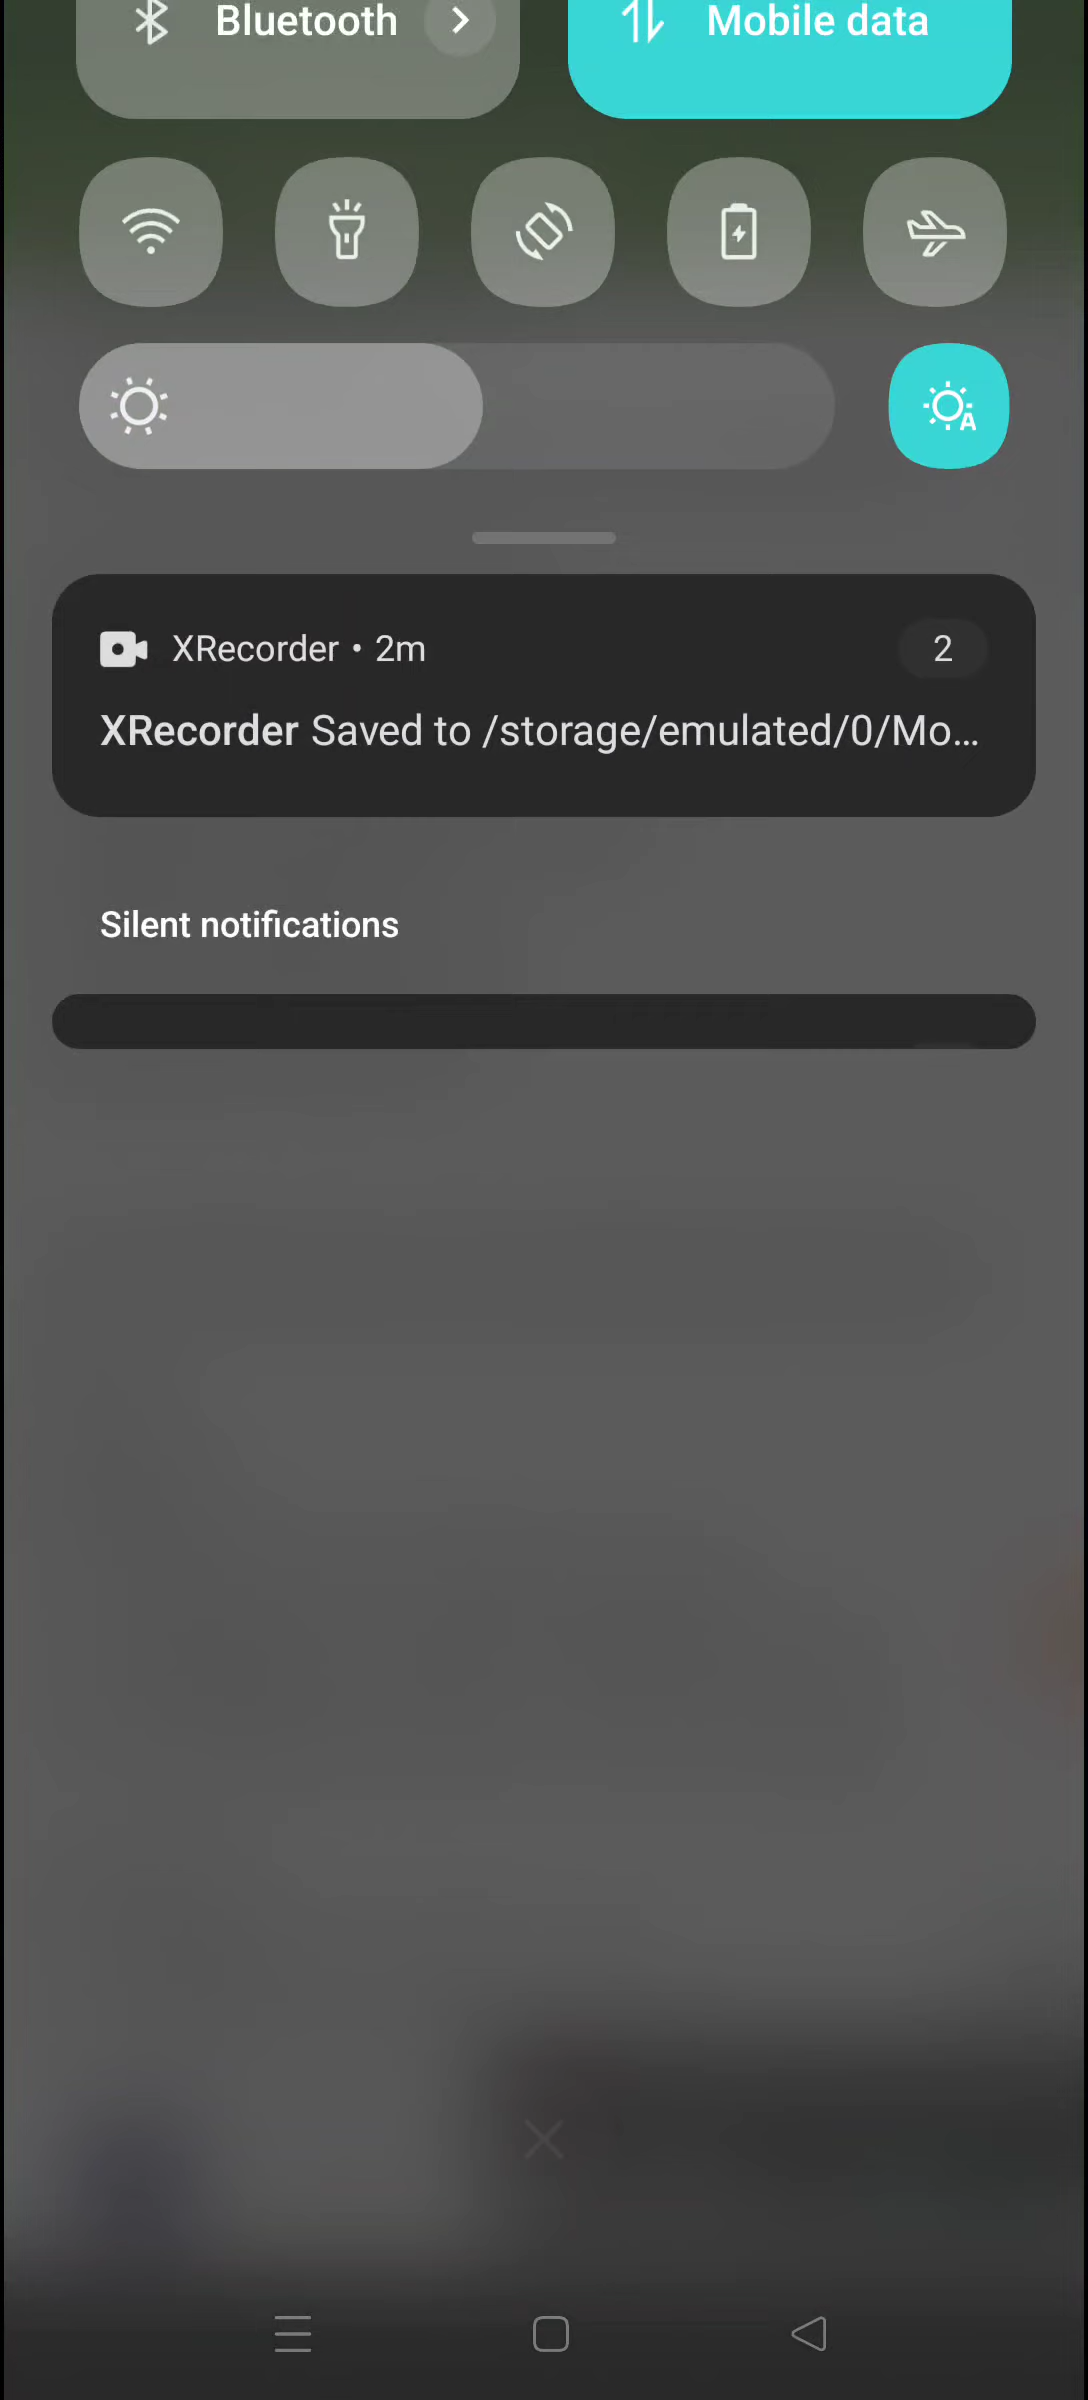 Bluetooth
Mobile data
A
XRecorder • 2m
2
XRecorder Saved to /storage/emulated/0/Mo...
Silent notifications